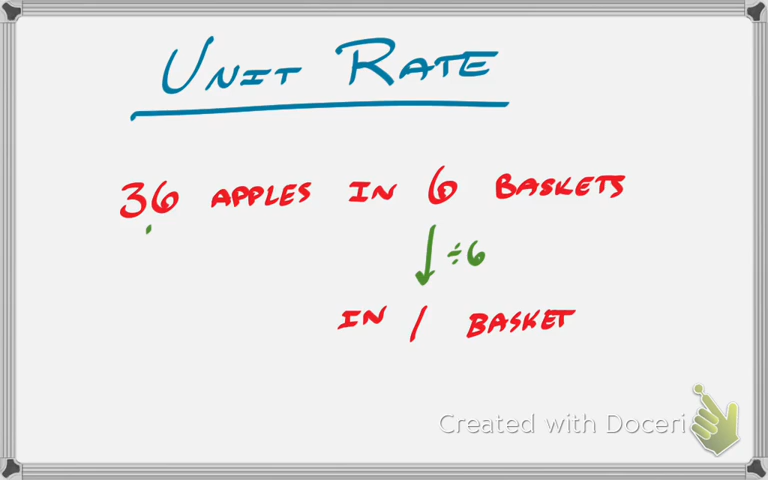 UNIT RATE
36 APPLES IN 6 BASKETS
÷6
IN 1 BASKET
Created with Doceri